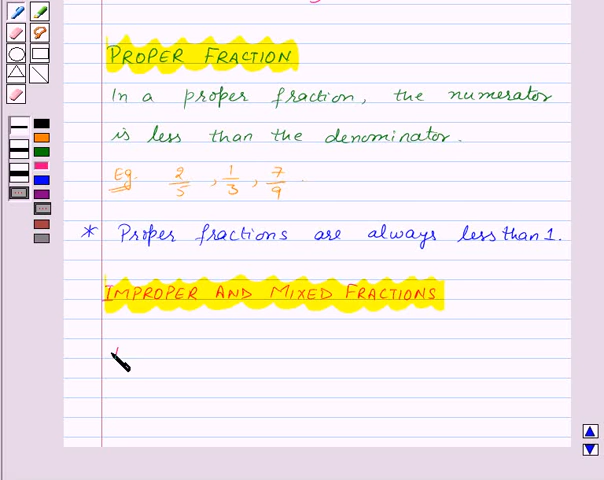 PROPER FRACTION
In a proper fraction, the numerator
is less than the denominator.
Eg. 2/5, 1/3, 7/9.
* Proper fractions are always less than 1.
IMPROPER AND MIXED FRACTIONS